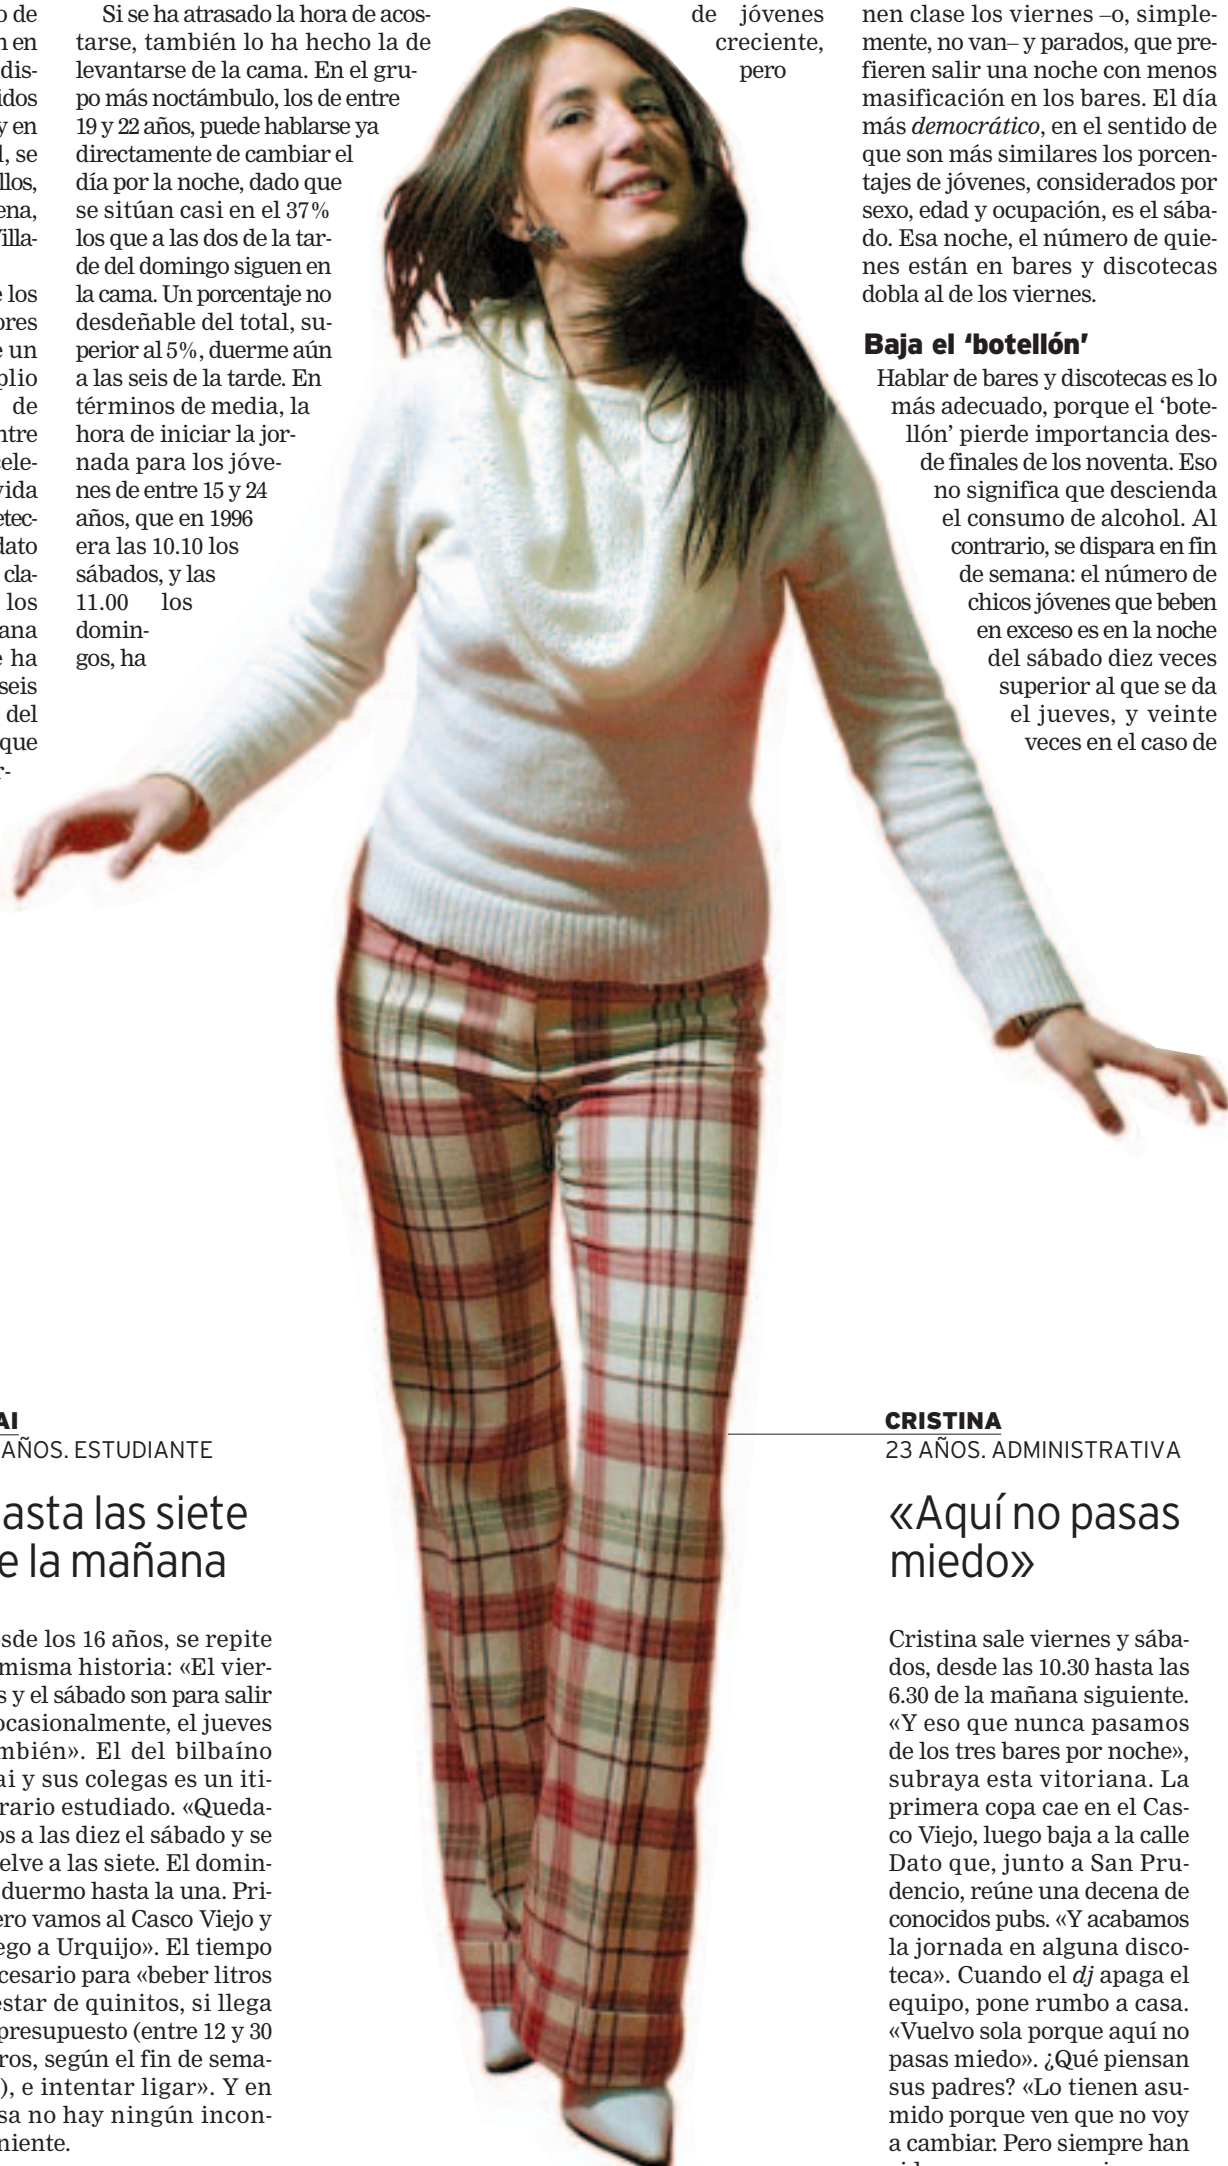 o de
n en
dis-
idos
y en
l, se
llos,
ena,
Villa-
e los
ores
e un
plio
de
ntre
cele-
vida
etec-
dato
cla-
los
ana
e ha
seis
del
que
r-
Si se ha atrasado la hora de acos-
tarse, también lo ha hecho la de
levantarse de la cama. En el gru-
po más noctámbulo, los de entre
19 y 22 años, puede hablarse ya
directamente de cambiar el
día por la noche, dado que
se sitúan casi en el 37%
los que a las dos de la tar-
de del domingo siguen en
la cama. Un porcentaje no
desdeñable del total, su-
perior al 5%, duerme aún
a las seis de la tarde. En
términos de media, la
hora de iniciar la jor-
nada para los jóve-
nes de entre 15 y 24
años, que en 1996
era las 10.10 los
sábados, y las
11.00 los
domin-
gos, ha
de jóvenes
creciente,
pero
nen clase los viernes –o, simple-
mente, no van– y parados, que pre-
fieren salir una noche con menos
masificación en los bares. El día
más democrático, en el sentido de
que son más similares los porcen-
tajes de jóvenes, considerados por
sexo, edad y ocupación, es el sába-
do. Esa noche, el número de quie-
nes están en bares y discotecas
dobla al de los viernes.
Baja el ‘botellón’
Hablar de bares y discotecas es lo
más adecuado, porque el ‘bote-
llón’ pierde importancia des-
de finales de los noventa. Eso
no significa que descienda
el consumo de alcohol. Al
contrario, se dispara en fin
de semana: el número de
chicos jóvenes que beben
en exceso es en la noche
del sábado diez veces
superior al que se da
el jueves, y veinte
veces en el caso de
AI
AÑOS. ESTUDIANTE
asta las siete
e la mañana
esde los 16 años, se repite
misma historia: «El vier-
s y el sábado son para salir
ocasionalmente, el jueves
mbién». El del bilbaíno
ai y sus colegas es un iti-
rario estudiado. «Queda-
os a las diez el sábado y se
elve a las siete. El domin-
duermo hasta la una. Pri-
ero vamos al Casco Viejo y
ego a Urquijo». El tiempo
cesario para «beber litros
estar de quinitos, si llega
presupuesto (entre 12 y 30
ros, según el fin de sema-
), e intentar ligar». Y en
sa no hay ningún incon-
niente.
CRISTINA
23 AÑOS. ADMINISTRATIVA
«Aquí no pasas
miedo»
Cristina sale viernes y sába-
dos, desde las 10.30 hasta las
6.30 de la mañana siguiente.
«Y eso que nunca pasamos
de los tres bares por noche»,
subraya esta vitoriana. La
primera copa cae en el Cas-
co Viejo, luego baja a la calle
Dato que, junto a San Pru-
dencio, reúne una decena de
conocidos pubs. «Y acabamos
la jornada en alguna disco-
teca». Cuando el dj apaga el
equipo, pone rumbo a casa.
«Vuelvo sola porque aquí no
pasas miedo». ¿Qué piensan
sus padres? «Lo tienen asu-
mido porque ven que no voy
a cambiar. Pero siempre han